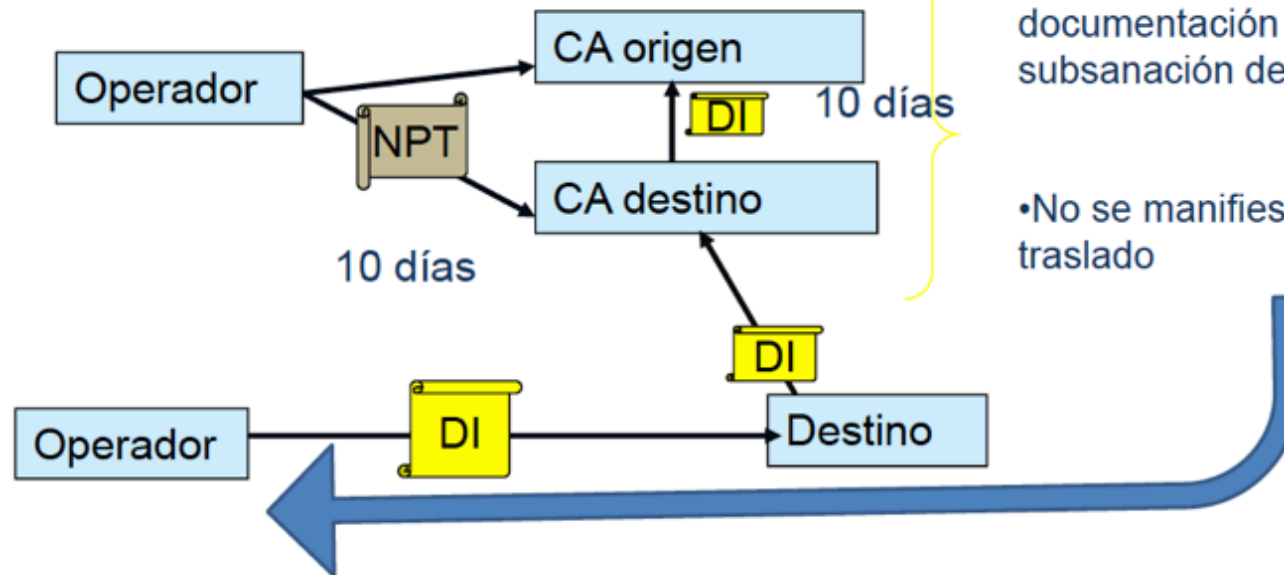 documentación
subsanación de
CA origen
Operador
DI
10 días
NPT
CA destino
•No se manifies
traslado
10 días
DI
Operador
DI
Destino